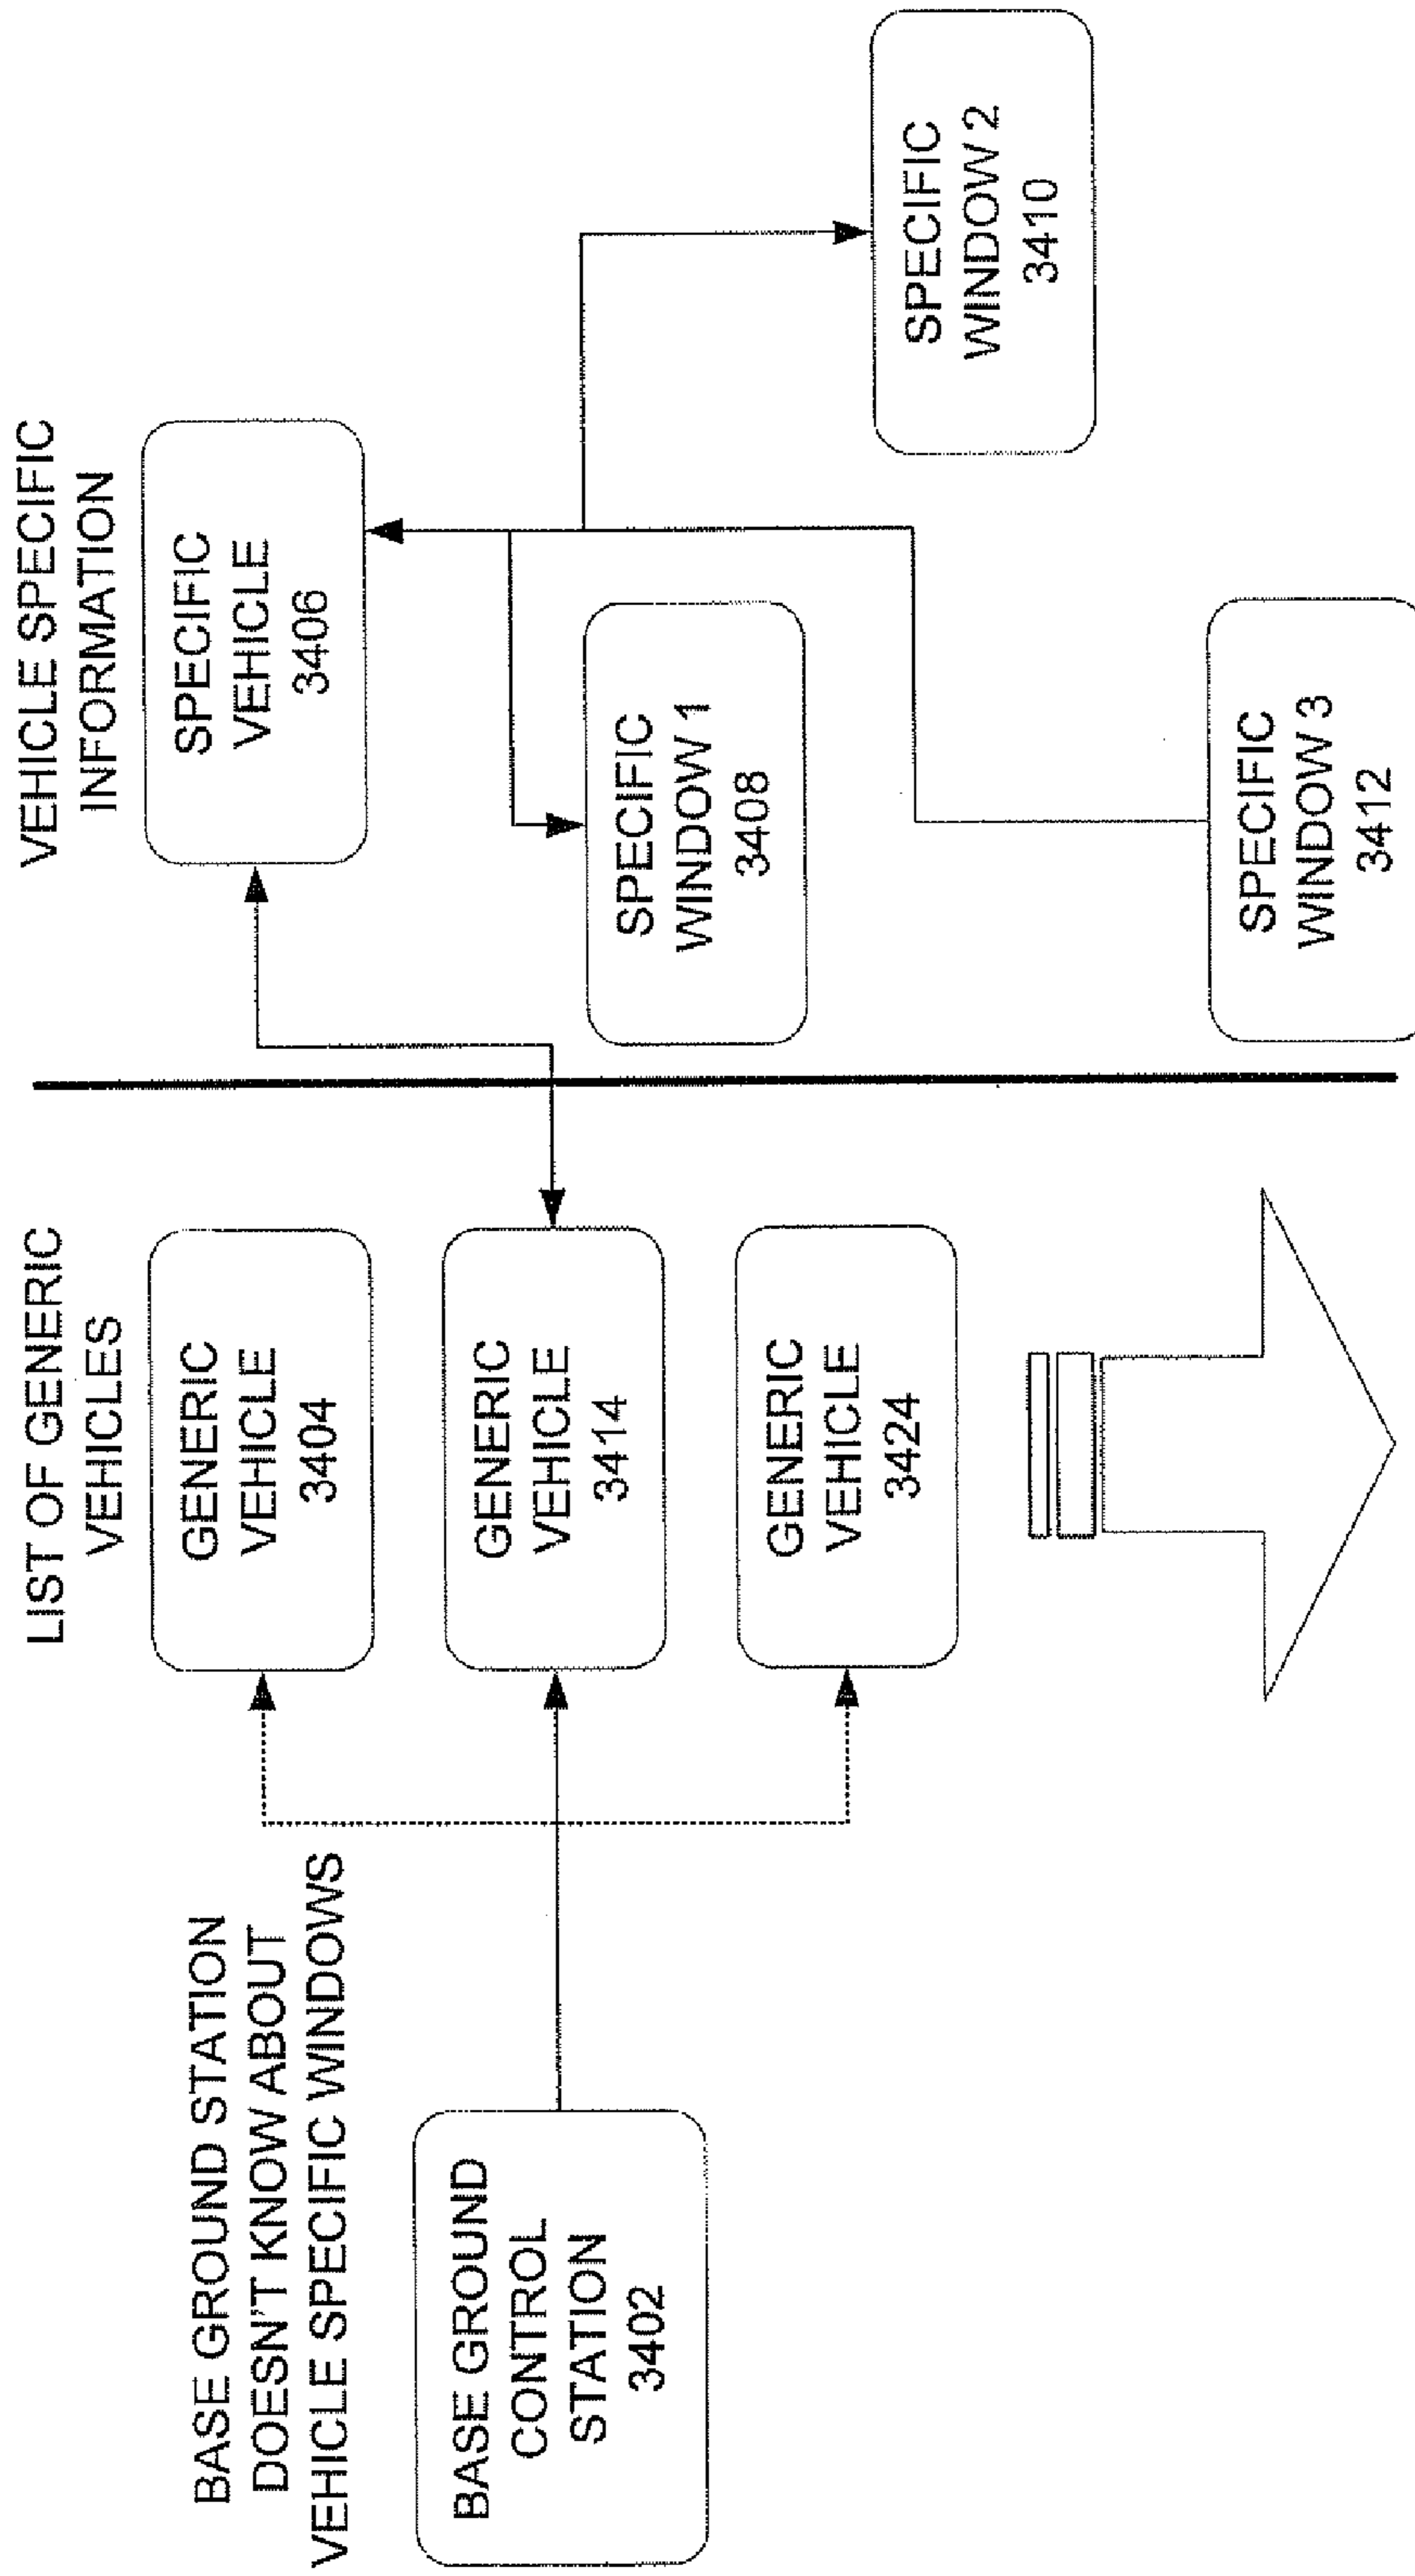 BASE GROUND STATION
DOESN'T KNOW ABOUT
VEHICLE SPECIFIC WINDOWS
BASE GROUND
CONTROL
STATION
3402
LIST OF GENERIC
VEHICLES
GENERIC
VEHICLE
3404
GENERIC
VEHICLE
3414
GENERIC
VEHICLE
3424
VEHICLE SPECIFIC
INFORMATION
SPECIFIC
VEHICLE
3406
SPECIFIC
WINDOW 1
3408
SPECIFIC
WINDOW 2
3410
SPECIFIC
WINDOW 3
3412